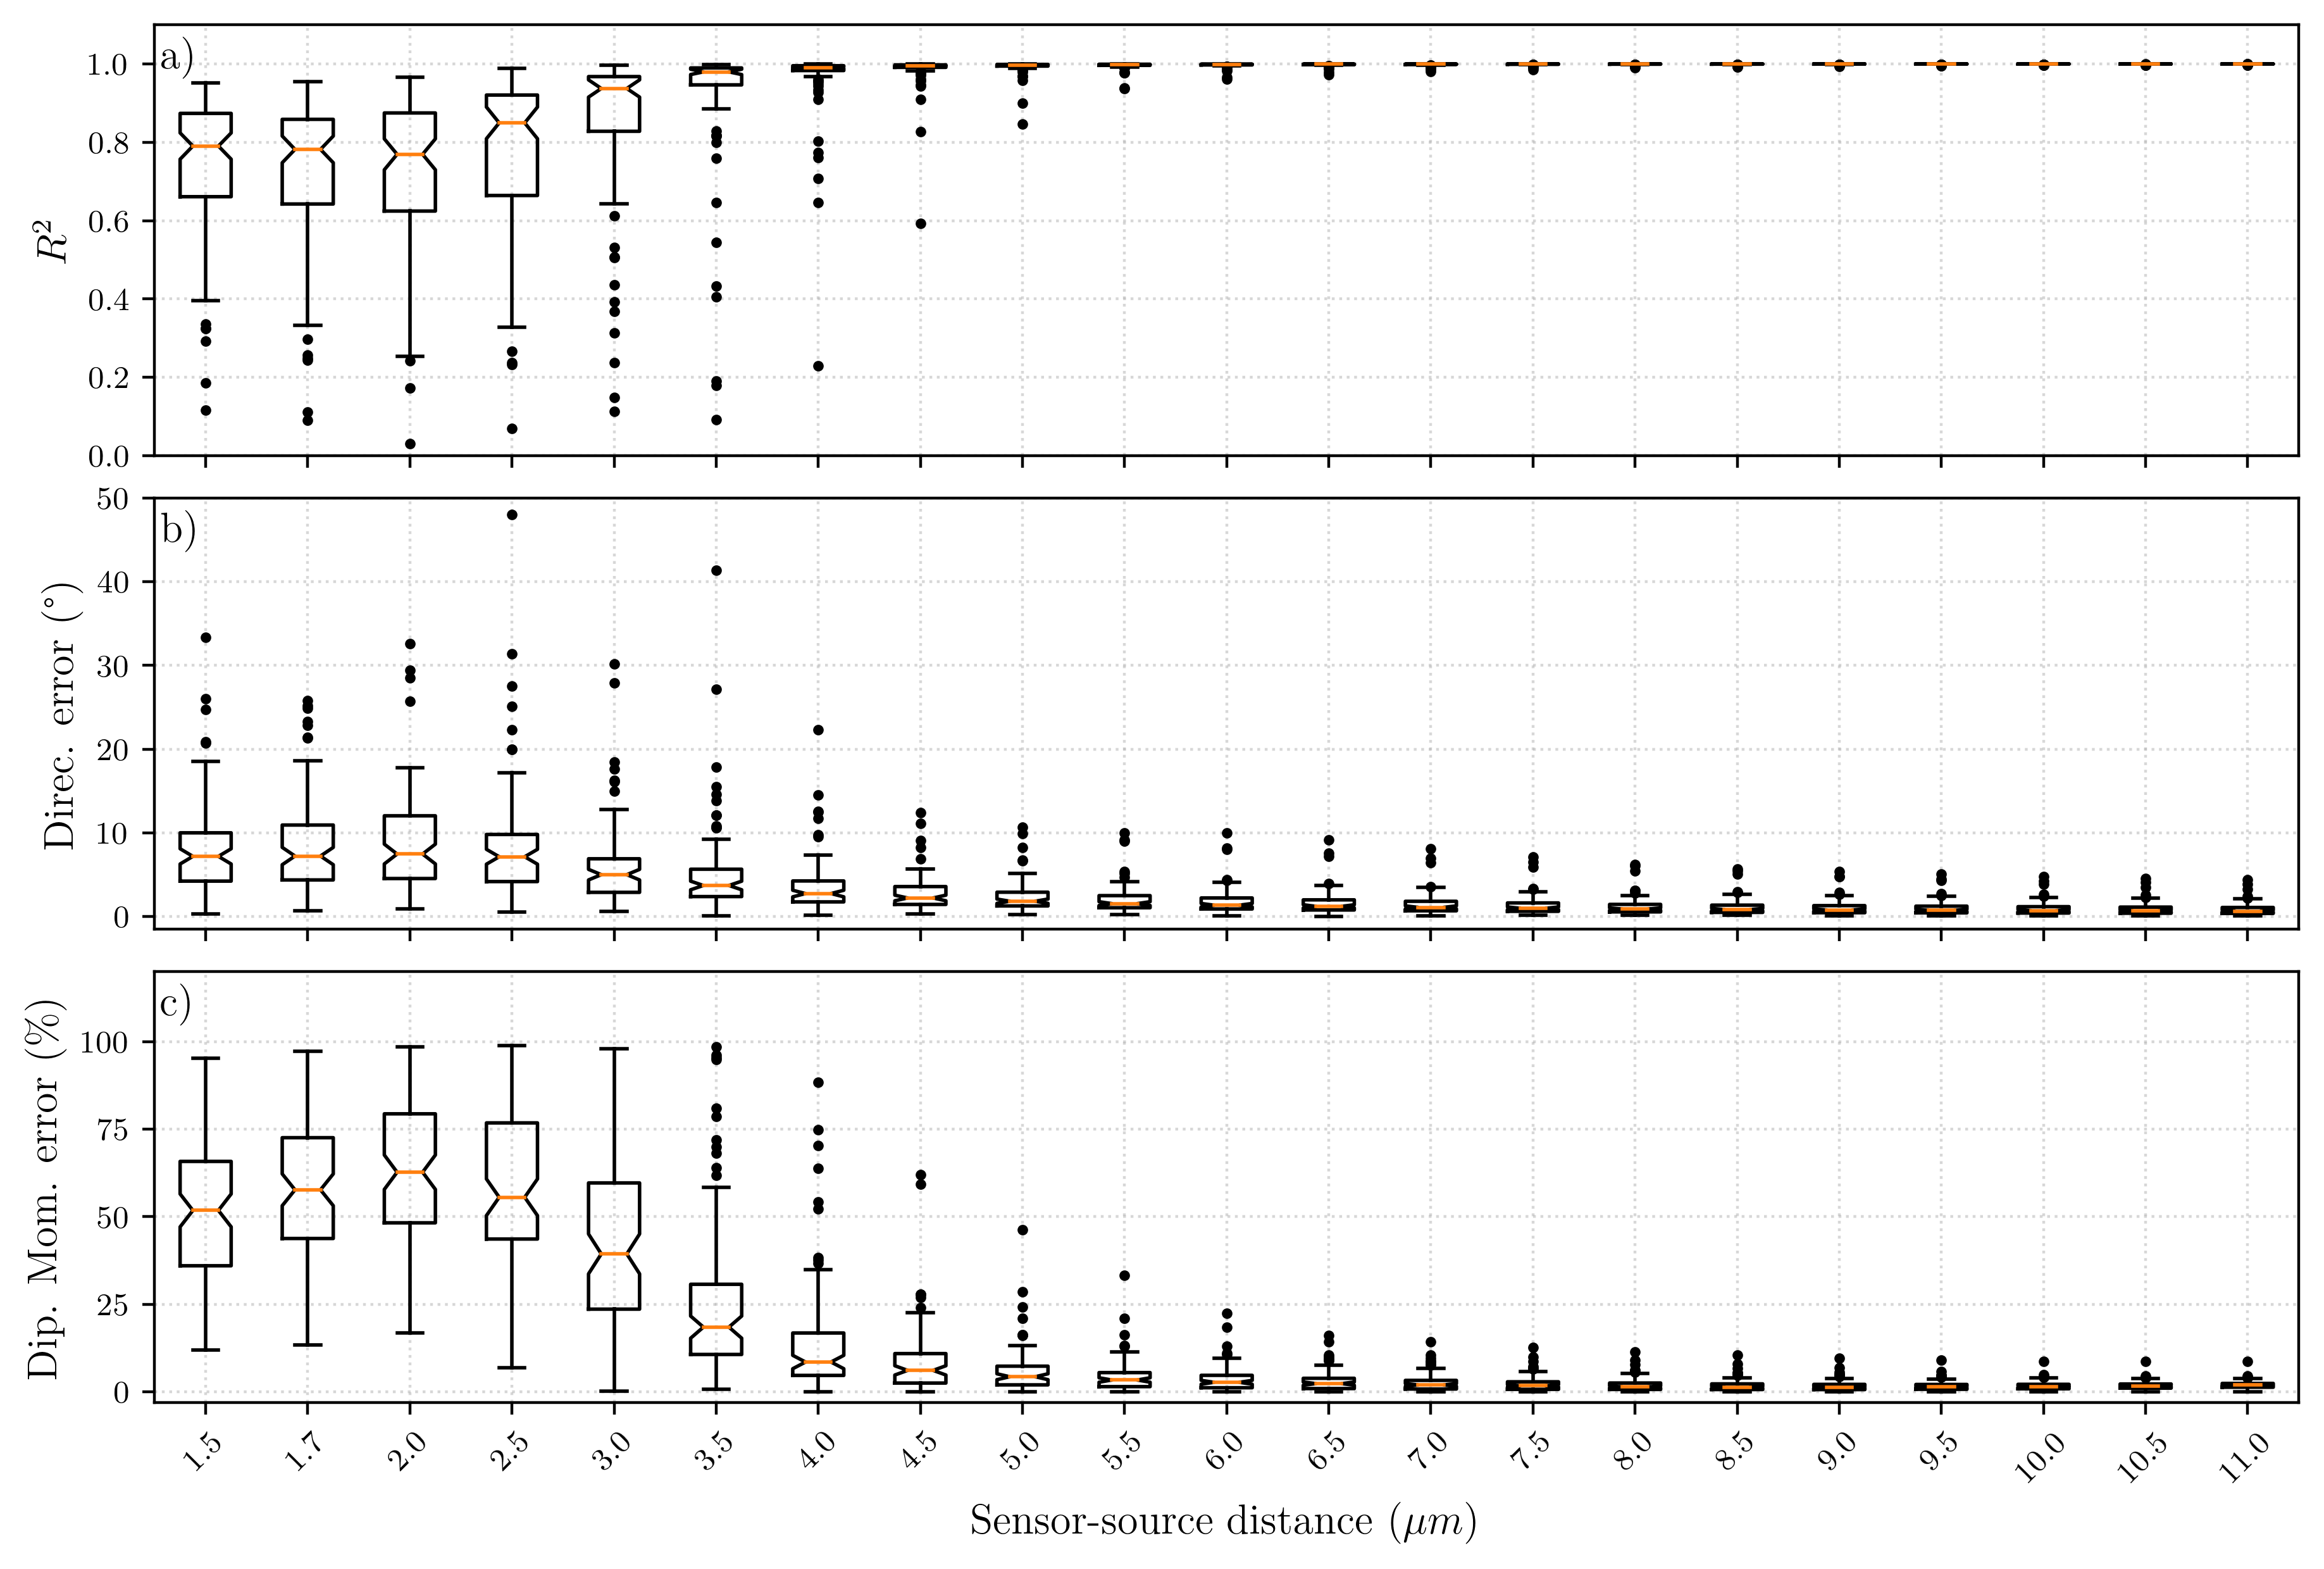 a)
1.0
0.8
0.6
0.4
0.2
0.0
R²
b)
50
40
30
20
10
0
Direc. error (°)
c)
100
75
50
25
0
Dip. Mom. error (%)
1.5 1.7 2.0 2.5 3.0 3.5 4.0 4.5 5.0 5.5 6.0 6.5 7.0 7.5 8.0 8.5 9.0 9.5 10.0 10.5 11.0
Sensor-source distance (μm)